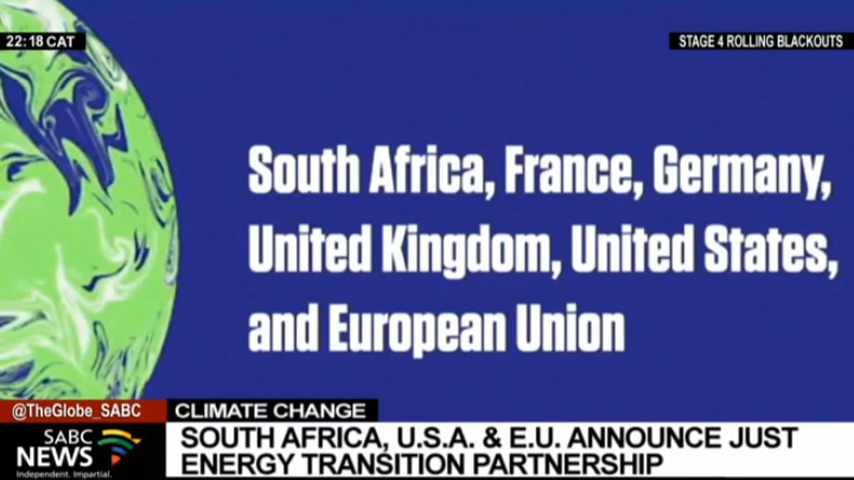 22:18 CAT
STAGE 4 ROLLING BLACKOUTS
South Africa, France, Germany,
United Kingdom, United States,
and European Union
@TheGlobe_SABC
CLIMATE CHANGE
SABC
NEWS
Independent. Impartial.
SOUTH AFRICA, U.S.A. & E.U. ANNOUNCE JUST
ENERGY TRANSITION PARTNERSHIP